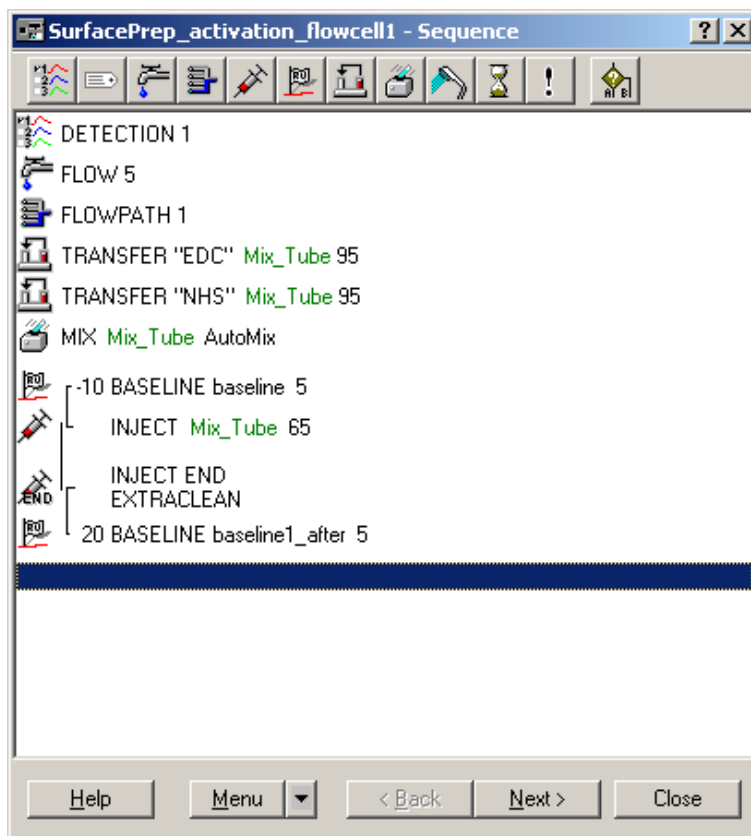 SurfacePrep_activation_flowcell1 - Sequence
DETECTION 1
FLOW 5
FLOWPATH 1
TRANSFER "EDC" Mix_Tube 95
TRANSFER "NHS" Mix_Tube 95
MIX Mix_Tube AutoMix
-10 BASELINE baseline 5
INJECT Mix_Tube 65
END INJECT END
EXTRACLEAN
20 BASELINE baseline1_after 5
Help Menu < Back Next > Close